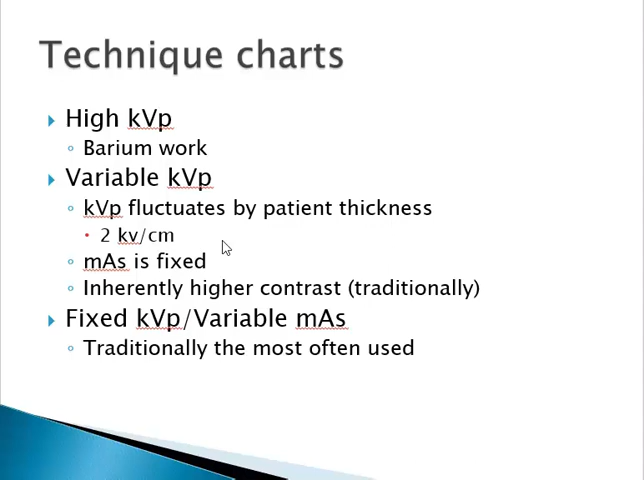 Technique charts
High kVp
Barium work
Variable kVp
kVp fluctuates by patient thickness
2 kv/cm
mAs is fixed
Inherently higher contrast (traditionally)
Fixed kVp/Variable mAs
Traditionally the most often used